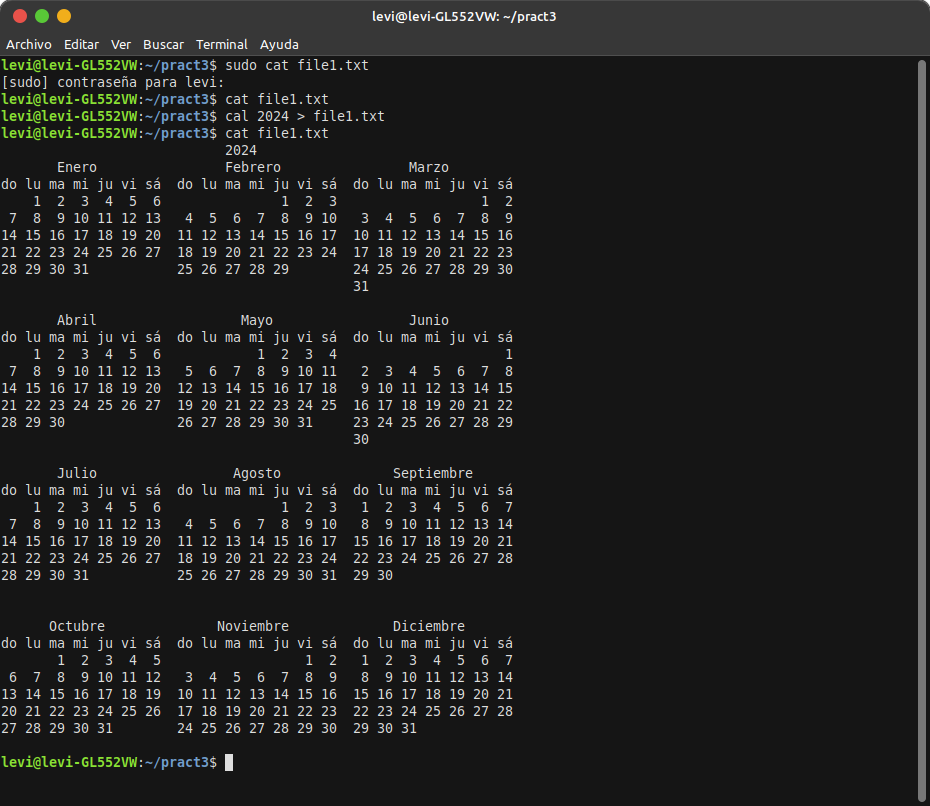 levi@levi-GL552VW: ~/pract3
Archivo Editar Ver Buscar Terminal Ayuda
levi@levi-GL552VW:~/pract3$ sudo cat file1.txt
[sudo] contraseña para levi:
levi@levi-GL552VW:~/pract3$ cat file1.txt
levi@levi-GL552VW:~/pract3$ cal 2024 > file1.txt
levi@levi-GL552VW:~/pract3$ cat file1.txt
                            2024
       Enero                Febrero                Marzo
do lu ma mi ju vi sá  do lu ma mi ju vi sá  do lu ma mi ju vi sá
    1  2  3  4  5  6               1  2  3                  1  2
 7  8  9 10 11 12 13   4  5  6  7  8  9 10   3  4  5  6  7  8  9
14 15 16 17 18 19 20  11 12 13 14 15 16 17  10 11 12 13 14 15 16
21 22 23 24 25 26 27  18 19 20 21 22 23 24  17 18 19 20 21 22 23
28 29 30 31           25 26 27 28 29        24 25 26 27 28 29 30
                                            31

       Abril                  Mayo                 Junio
do lu ma mi ju vi sá  do lu ma mi ju vi sá  do lu ma mi ju vi sá
    1  2  3  4  5  6            1  2  3  4                     1
 7  8  9 10 11 12 13   5  6  7  8  9 10 11   2  3  4  5  6  7  8
14 15 16 17 18 19 20  12 13 14 15 16 17 18   9 10 11 12 13 14 15
21 22 23 24 25 26 27  19 20 21 22 23 24 25  16 17 18 19 20 21 22
28 29 30              26 27 28 29 30 31     23 24 25 26 27 28 29
                                            30

       Julio                 Agosto              Septiembre
do lu ma mi ju vi sá  do lu ma mi ju vi sá  do lu ma mi ju vi sá
    1  2  3  4  5  6               1  2  3   1  2  3  4  5  6  7
 7  8  9 10 11 12 13   4  5  6  7  8  9 10   8  9 10 11 12 13 14
14 15 16 17 18 19 20  11 12 13 14 15 16 17  15 16 17 18 19 20 21
21 22 23 24 25 26 27  18 19 20 21 22 23 24  22 23 24 25 26 27 28
28 29 30 31           25 26 27 28 29 30 31  29 30

      Octubre              Noviembre             Diciembre
do lu ma mi ju vi sá  do lu ma mi ju vi sá  do lu ma mi ju vi sá
       1  2  3  4  5                  1  2   1  2  3  4  5  6  7
 6  7  8  9 10 11 12   3  4  5  6  7  8  9   8  9 10 11 12 13 14
13 14 15 16 17 18 19  10 11 12 13 14 15 16  15 16 17 18 19 20 21
20 21 22 23 24 25 26  17 18 19 20 21 22 23  22 23 24 25 26 27 28
27 28 29 30 31        24 25 26 27 28 29 30  29 30 31

levi@levi-GL552VW:~/pract3$